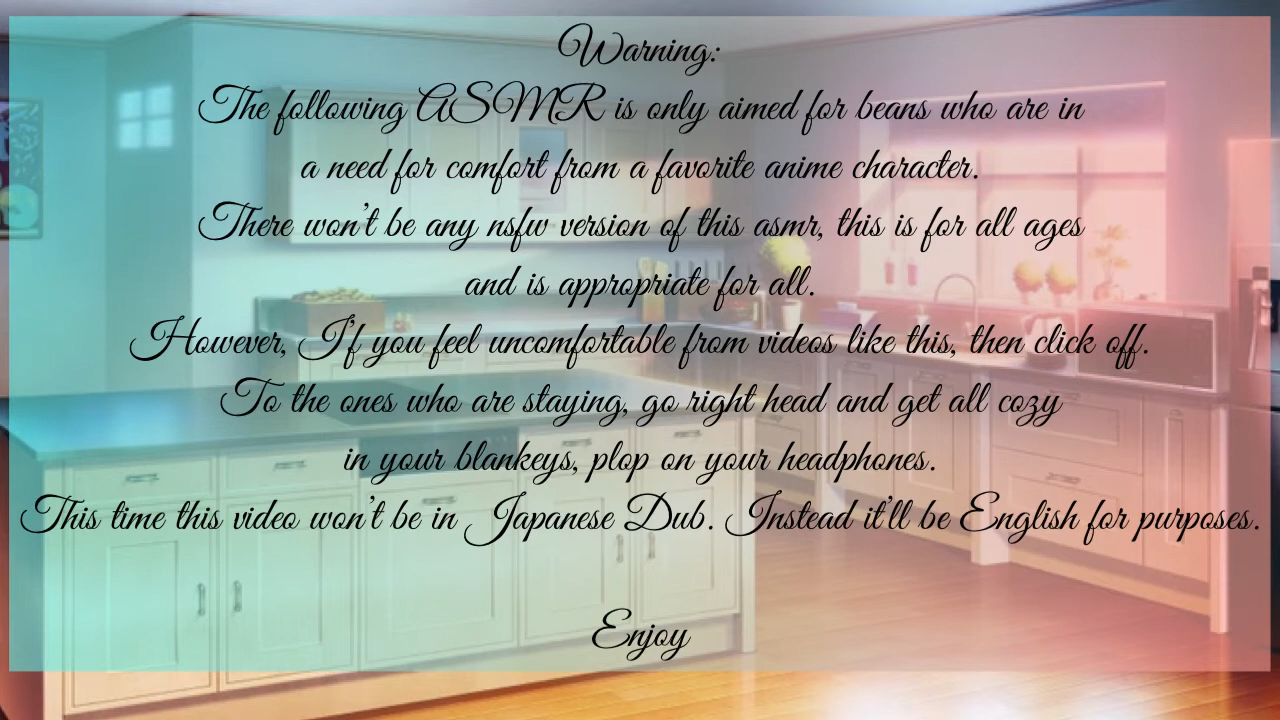 Warning:
The following ASMR is only aimed for beans who are in
a need for comfort from a favorite anime character.
There won't be any nsfw version of this asmr, this is for all ages
and is appropriate for all.
However, If you feel uncomfortable from videos like this, then click off.
To the ones who are staying, go right head and get all cozy
in your blankeys, plop on your headphones.
This time this video won't be in Japanese Dub. Instead it'll be English for purposes.
Enjoy